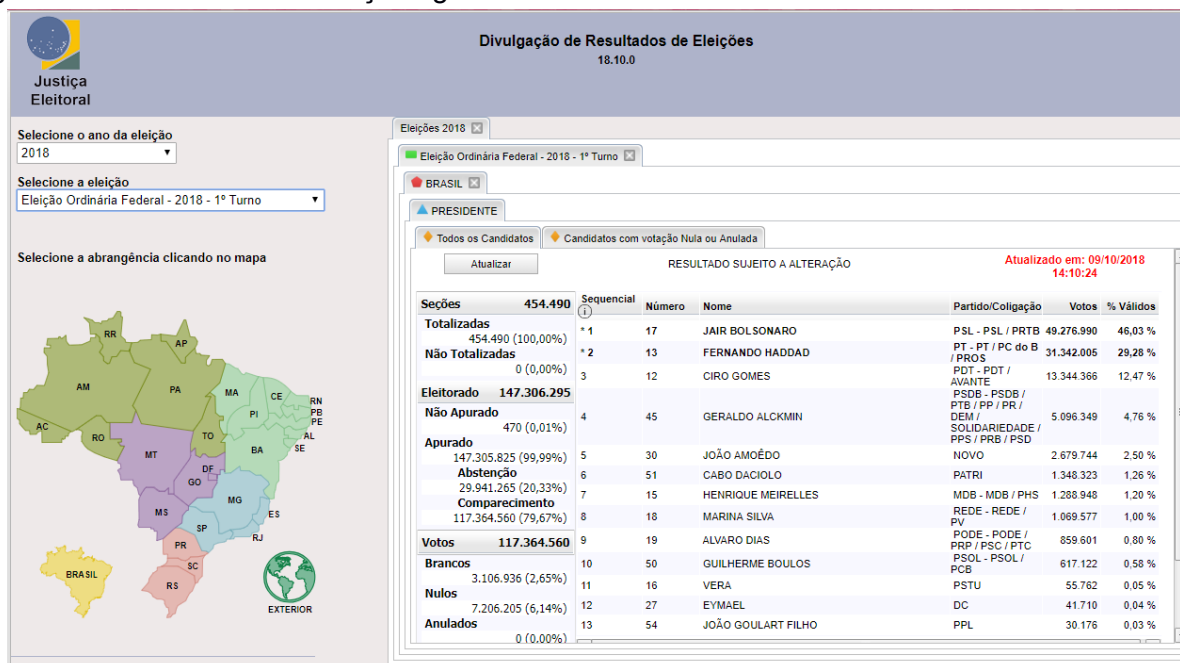 Justiça
Eleitoral
Divulgação de Resultados de Eleições
18.10.0
Selecione o ano da eleição
2018
Selecione a eleição
Eleição Ordinária Federal - 2018 - 1º Turno
Selecione a abrangência clicando no mapa
RR
AP
AM
PA
MA
CE
RN
PB
PE
AL
SE
PI
AC
RO
TO
BA
MT
DF
GO
MG
MS
ES
SP
RJ
PR
SC
RS
BRASIL
EXTERIOR
Eleições 2018
Eleição Ordinária Federal - 2018 - 1º Turno
BRASIL
PRESIDENTE
Todos os Candidatos Candidatos com votação Nula ou Anulada
Atualizar
RESULTADO SUJEITO A ALTERAÇÃO
Atualizado em: 09/10/2018
14:10:24
Seções 454.490
Totalizadas
454.490 (100,00%)
Não Totalizadas
0 (0,00%)
Eleitorado 147.306.295
Não Apurado
470 (0,01%)
Apurado
147.305.825 (99,99%)
Abstenção
29.941.265 (20,33%)
Comparecimento
117.364.560 (79,67%)
Votos 117.364.560
Brancos
3.106.936 (2,65%)
Nulos
7.206.205 (6,14%)
Anulados
0 (0,00%)
Sequencial Número Nome Partido/Coligação Votos % Válidos
* 1 17 JAIR BOLSONARO PSL - PSL / PRTB 49.276.990 46,03 %
* 2 13 FERNANDO HADDAD PT - PT / PC do B
/ PROS 31.342.005 29,28 %
3 12 CIRO GOMES PDT - PDT /
AVANTE 13.344.366 12,47 %
4 45 GERALDO ALCKMIN PSDB - PSDB /
PTB / PP / PR /
DEM /
SOLIDARIEDADE /
PPS / PRB / PSD 5.096.349 4,76 %
5 30 JOÃO AMOÊDO NOVO 2.679.744 2,50 %
6 51 CABO DACIOLO PATRI 1.348.323 1,26 %
7 15 HENRIQUE MEIRELLES MDB - MDB / PHS 1.288.948 1,20 %
8 18 MARINA SILVA REDE - REDE /
PV 1.069.577 1,00 %
9 19 ALVARO DIAS PODE - PODE /
PRP / PSC / PTC 859.601 0,80 %
10 50 GUILHERME BOULOS PSOL - PSOL /
PCB 617.122 0,58 %
11 16 VERA PSTU 55.762 0,05 %
12 27 EYMAEL DC 41.710 0,04 %
13 54 JOÃO GOULART FILHO PPL 30.176 0,03 %